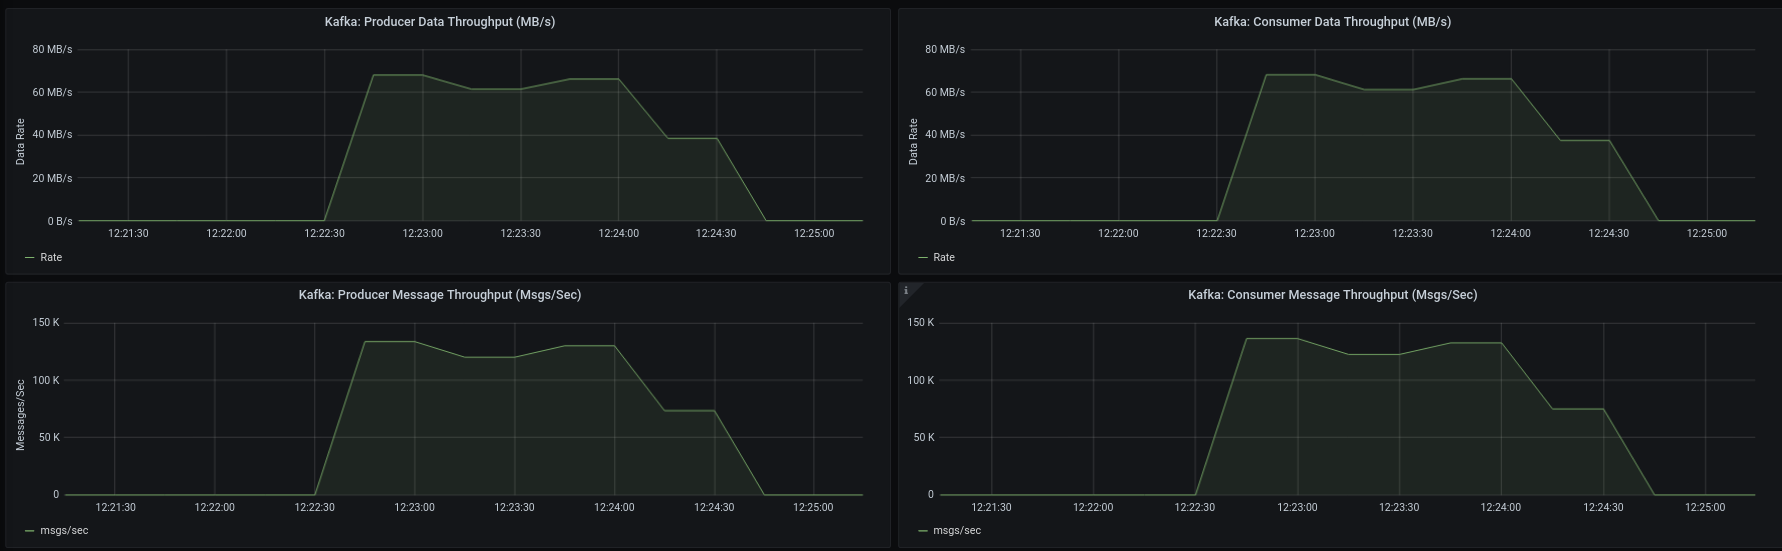 Kafka: Producer Data Throughput (MB/s)
80 MB/s
60 MB/s
40 MB/s
20 MB/s
0 B/s
Data Rate
12:21:30 12:22:00 12:22:30 12:23:00 12:23:30 12:24:00 12:24:30 12:25:00
Rate
Kafka: Consumer Data Throughput (MB/s)
80 MB/s
60 MB/s
40 MB/s
20 MB/s
0 B/s
Data Rate
12:21:30 12:22:00 12:22:30 12:23:00 12:23:30 12:24:00 12:24:30 12:25:00
Rate
Kafka: Producer Message Throughput (Msgs/Sec)
150 K
100 K
50 K
0
Messages/Sec
12:21:30 12:22:00 12:22:30 12:23:00 12:23:30 12:24:00 12:24:30 12:25:00
msgs/sec
i
Kafka: Consumer Message Throughput (Msgs/Sec)
150 K
100 K
50 K
0
12:21:30 12:22:00 12:22:30 12:23:00 12:23:30 12:24:00 12:24:30 12:25:00
msgs/sec